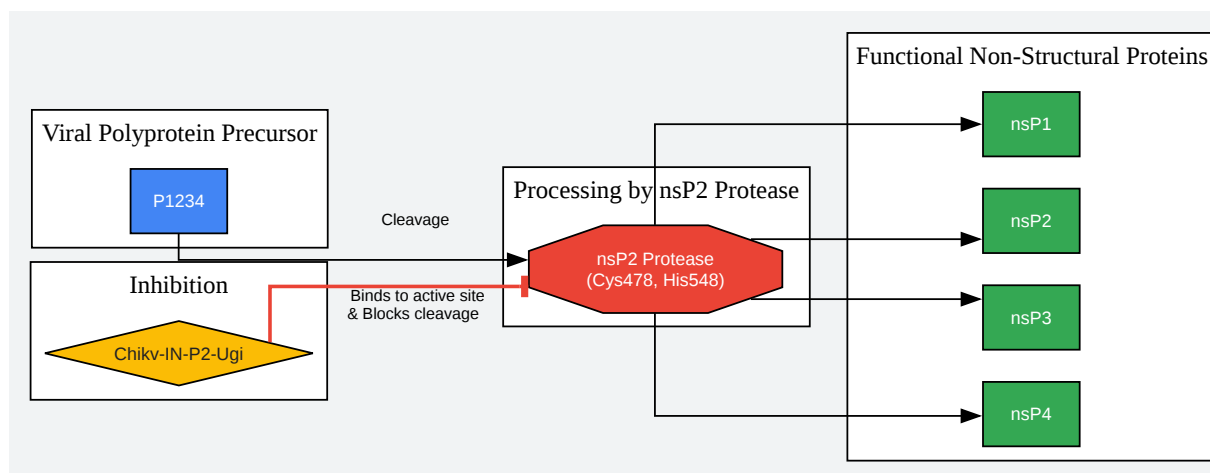 Viral Polyprotein Precursor
P1234
Inhibition
Chikv-IN-P2-Ugi
Cleavage
Binds to active site
& Blocks cleavage
Processing by nsP2 Protease
nsP2 Protease
(Cys478, His548)
Functional Non-Structural Proteins
nsP1
nsP2
nsP3
nsP4